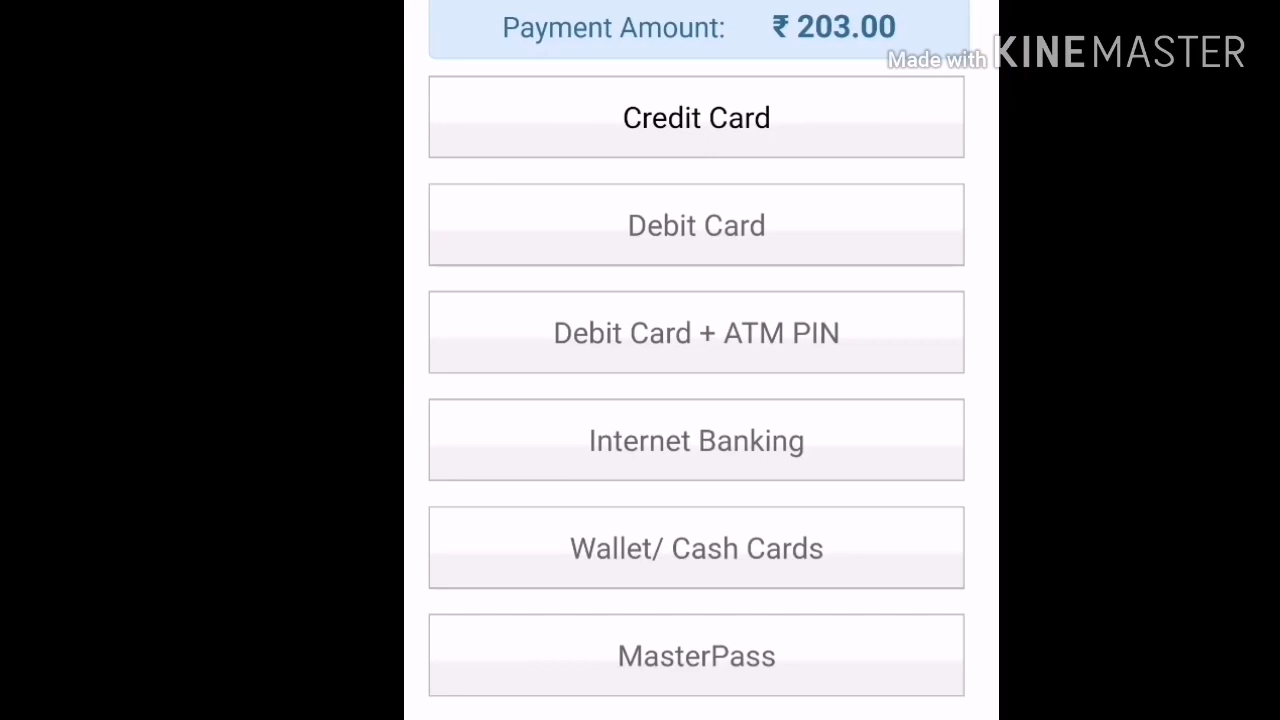 Payment Amount: ₹ 203.00
Made with KINEMASTER
Credit Card
Debit Card
Debit Card + ATM PIN
Internet Banking
Wallet/ Cash Cards
MasterPass